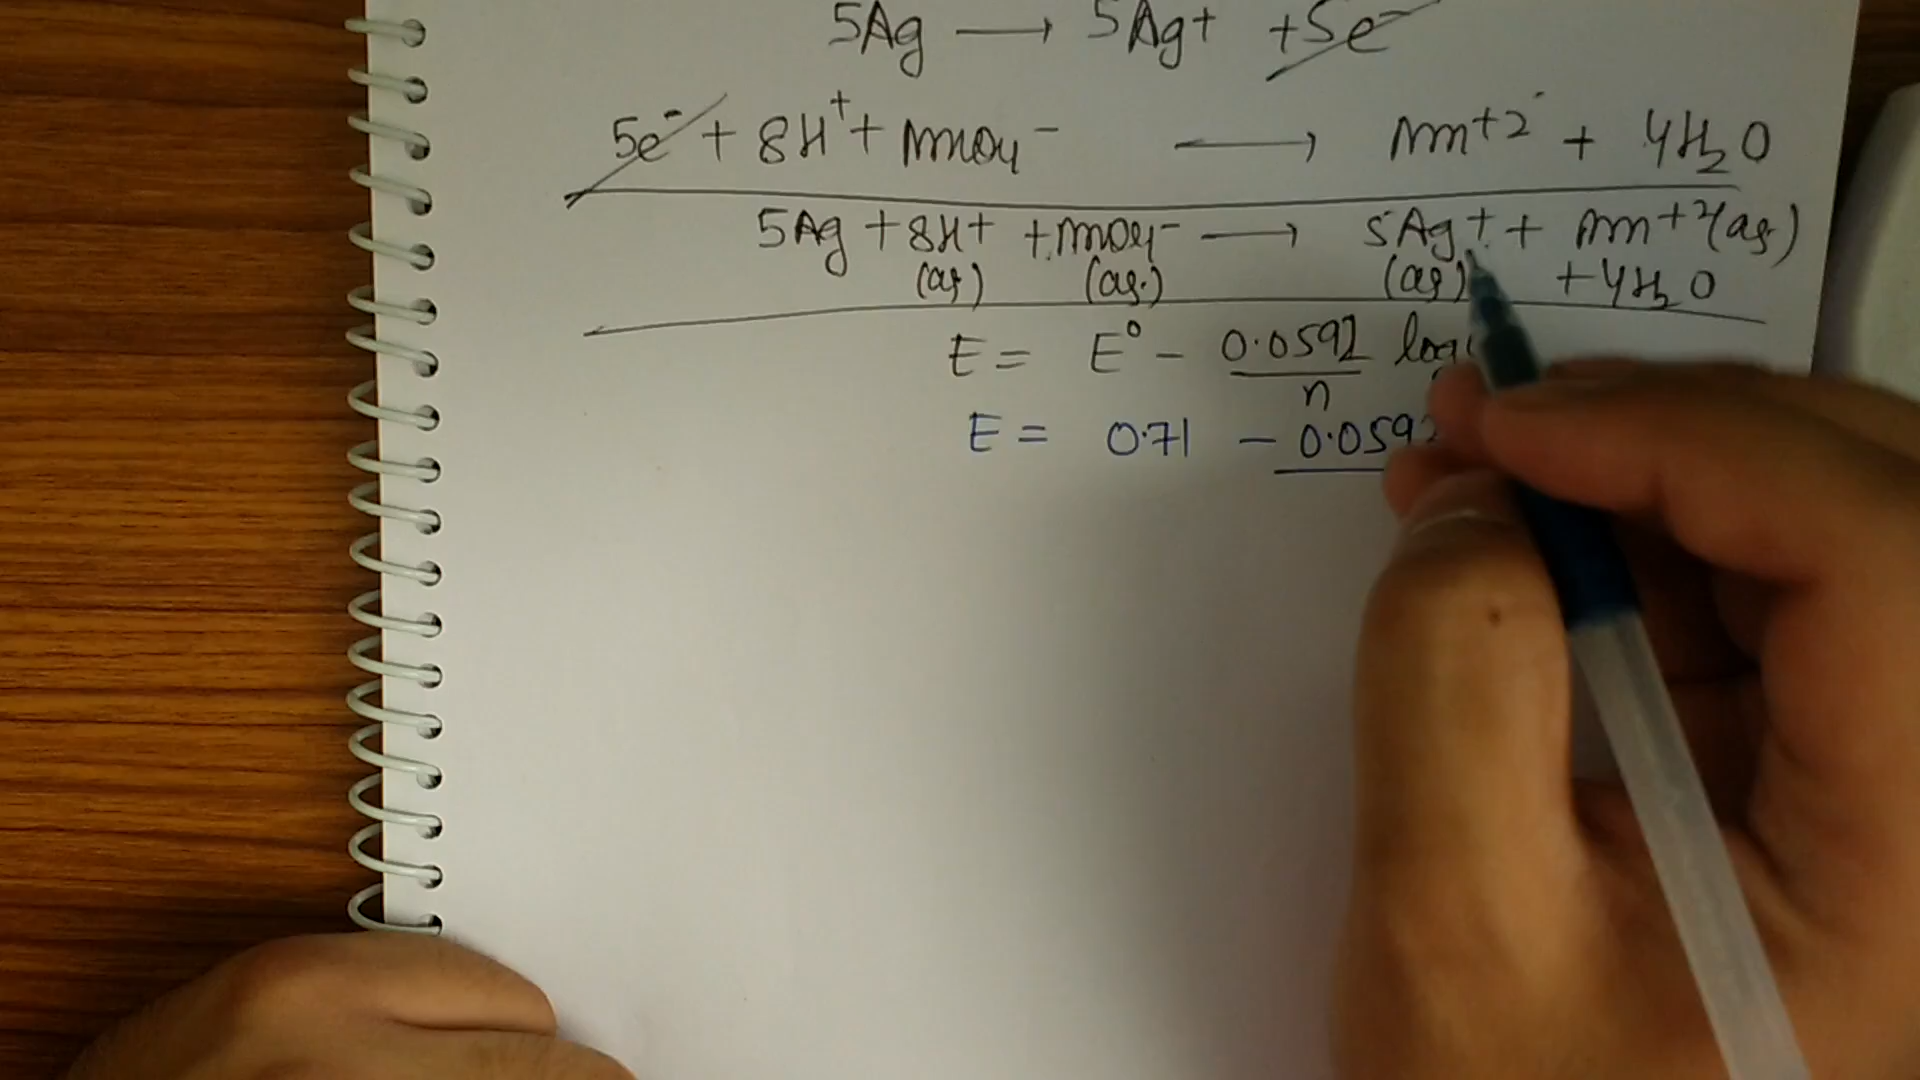 5Ag → 5Ag+ +5e-
5e- + 8H+ + MnO4- → Mn+2 + 4H2O
5Ag + 8H+ + MnO4- → 5Ag+ + Mn+2(aq)
(aq) (aq.) (aq) + 4H2O
E = E° - 0.0592/n log
E = 0.71 - 0.0592